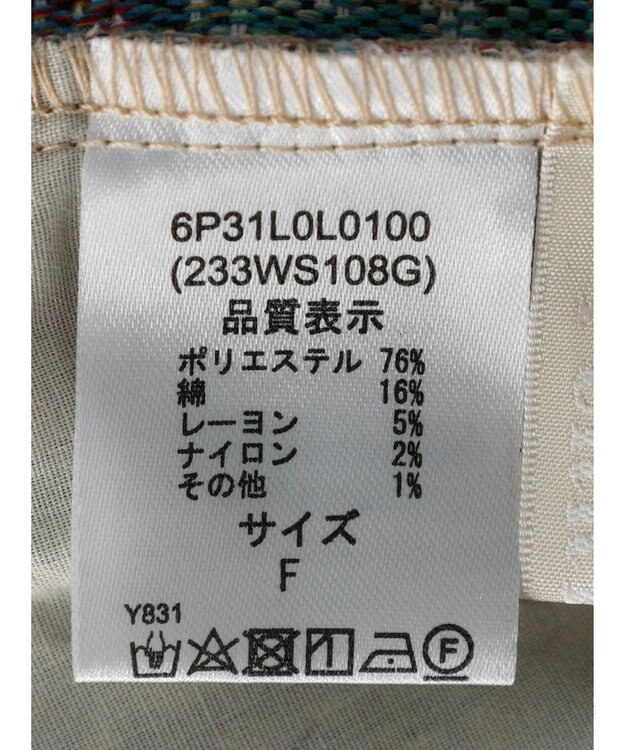 6P31L0L0100
(233WS108G)
品質表示
ポリエステル 76%
綿 16%
レーヨン 5%
ナイロン 2%
その他 1%
サイズ
F
Y831
F